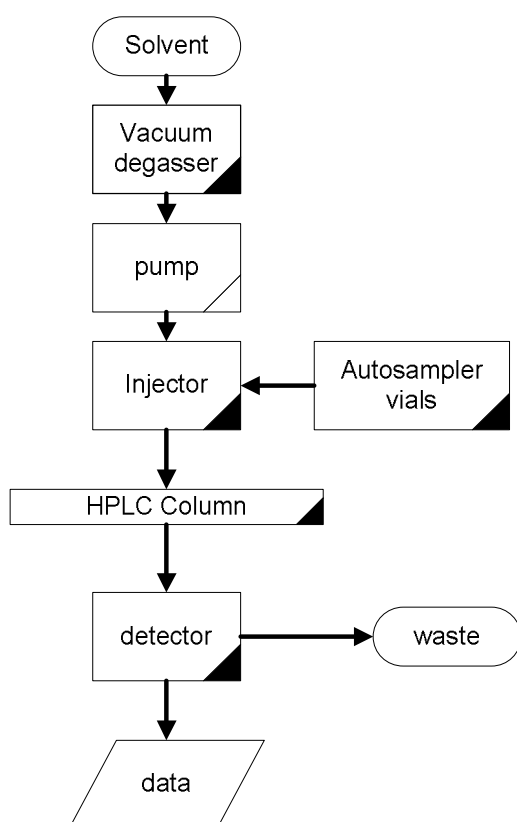 Solvent
Vacuum
degasser
pump
Injector
Autosampler
vials
HPLC Column
detector
waste
data